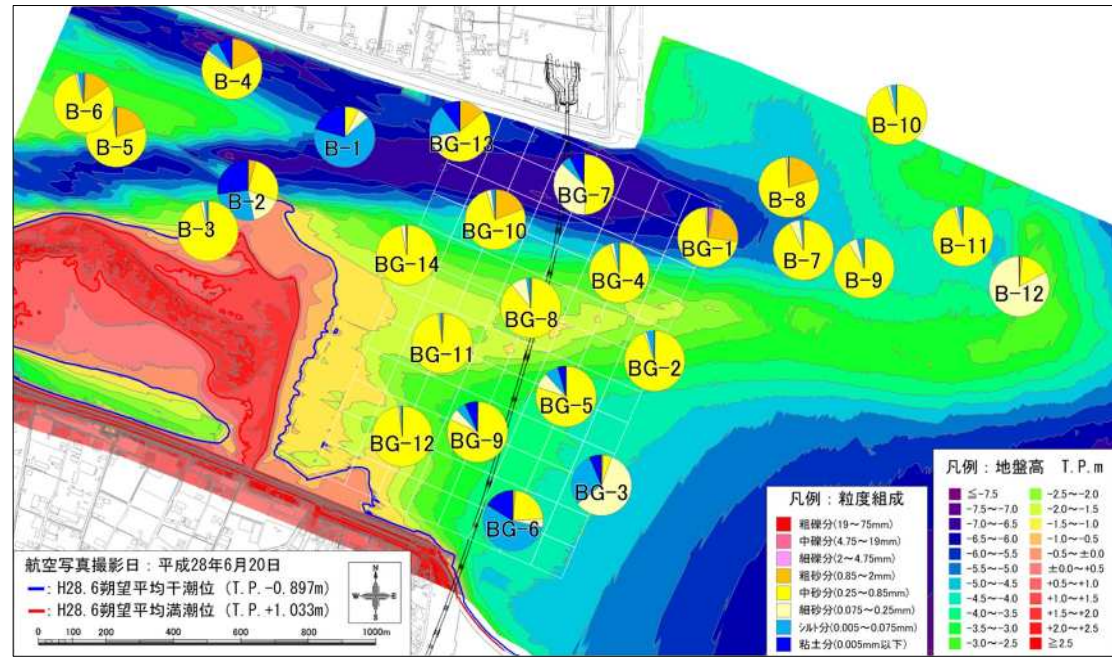 B-4
B-6
B-5
B-1
BG-13
B-10
B-2
BG-7
B-8
B-3
BG-10
BG-1
B-7
B-11
BG-14
BG-4
B-9
B-12
BG-8
BG-11
BG-2
BG-5
BG-12
BG-9
BG-3
BG-6
航空写真撮影日：平成28年6月20日
：H28.6朔望平均干潮位 (T.P.-0.897m)
：H28.6朔望平均満潮位 (T.P.+1.033m)
0 200 400 600 800 1000m
N
W E
S
凡例：粒度組成
粗礫分(19～75mm)
中礫分(4.75～19mm)
細礫分(2～4.75mm)
粗砂分(0.85～2mm)
中砂分(0.25～0.85mm)
細砂分(0.075～0.25mm)
シルト分(0.005～0.075mm)
粘土分(0.005mm以下)
凡例：地盤高 T.P.m
≦-7.5
-7.5～-7.0
-7.0～-6.5
-6.5～-6.0
-6.0～-5.5
-5.5～-5.0
-5.0～-4.5
-4.5～-4.0
-4.0～-3.5
-3.5～-3.0
-3.0～-2.5
-2.5～-2.0
-2.0～-1.5
-1.5～-1.0
-1.0～-0.5
-0.5～±0.0
±0.0～+0.5
+0.5～+1.0
+1.0～+1.5
+1.5～+2.0
+2.0～+2.5
≧2.5